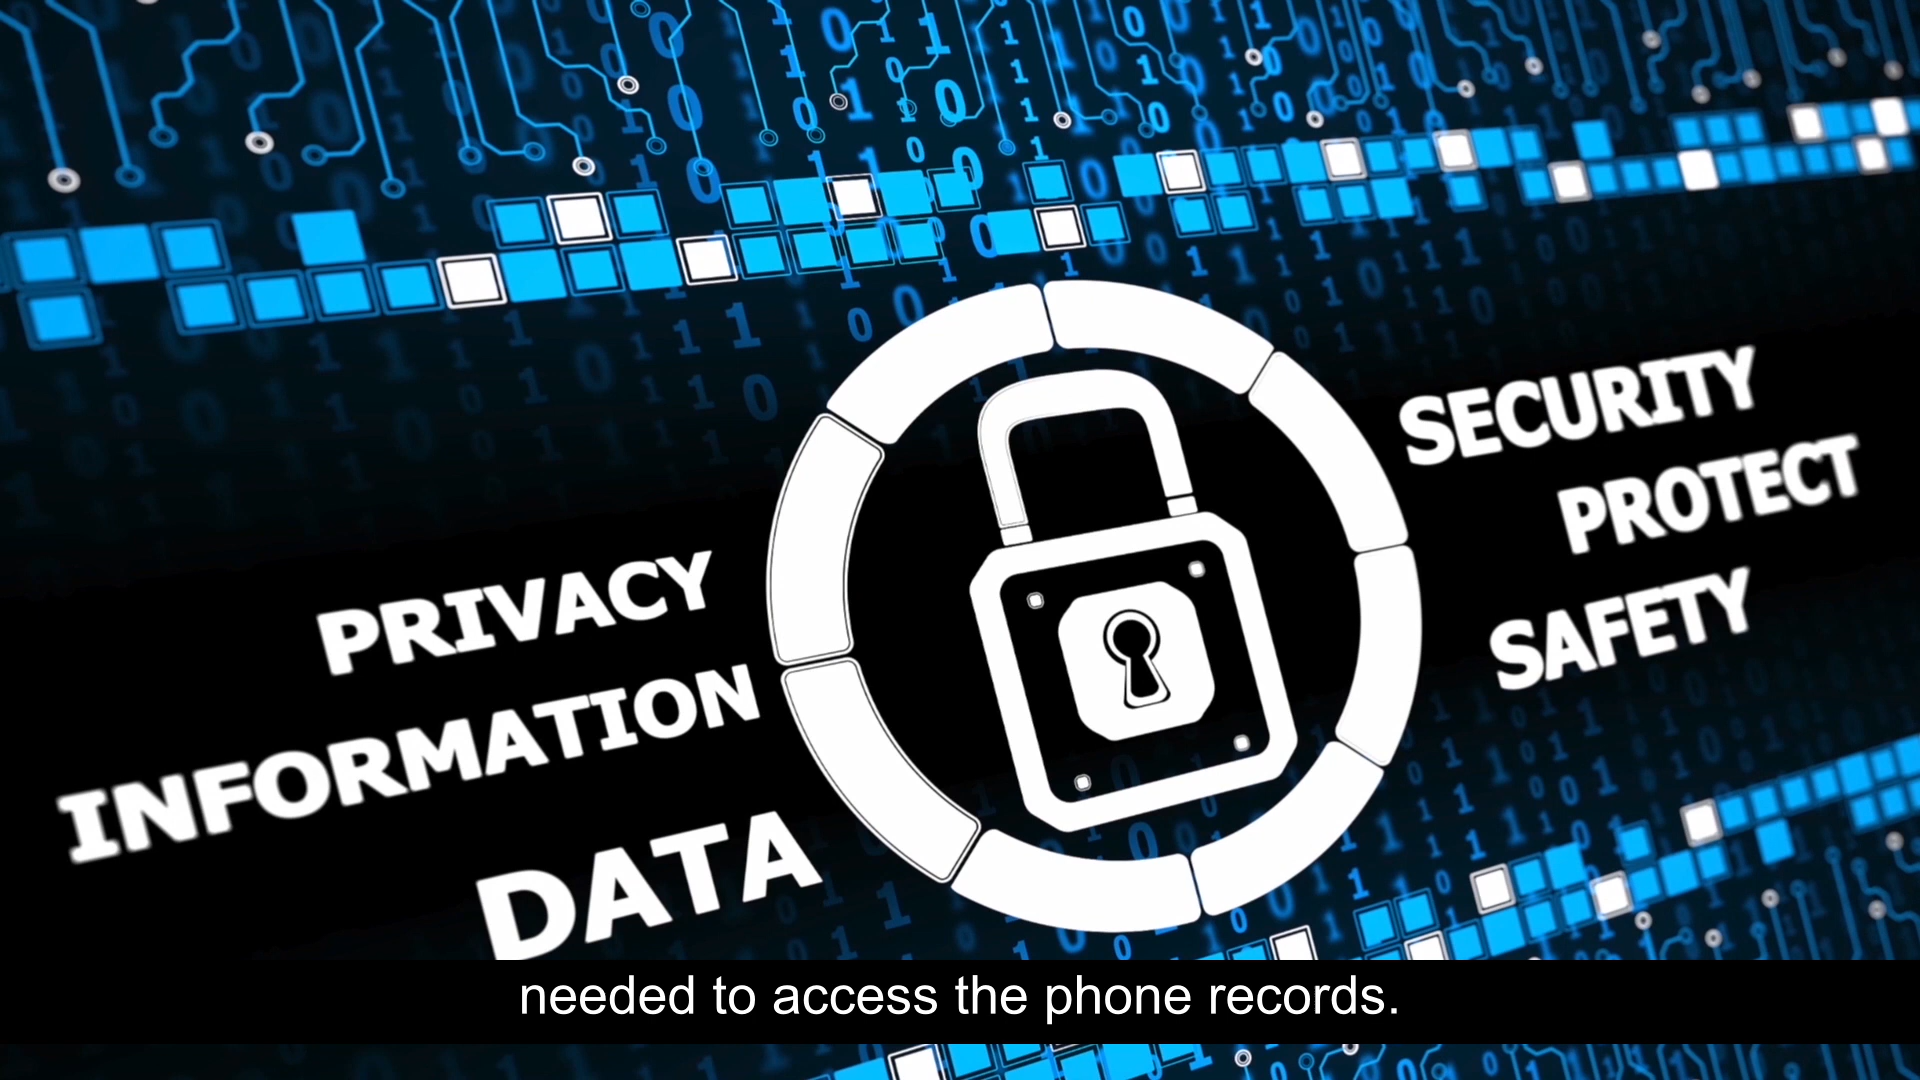 PRIVACY
INFORMATION
DATA
SECURITY
PROTECT
SAFETY
needed to access the phone records.